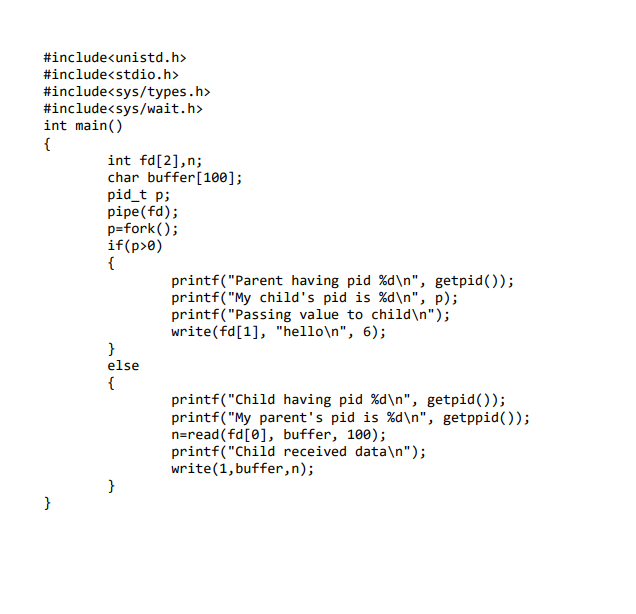 #include<unistd.h>
#include<stdio.h>
#include<sys/types.h>
#include<sys/wait.h>
int main()
{
        int fd[2],n;
        char buffer[100];
        pid_t p;
        pipe(fd);
        p=fork();
        if(p>0)
        {
                printf("Parent having pid %d\n", getpid());
                printf("My child's pid is %d\n", p);
                printf("Passing value to child\n");
                write(fd[1], "hello\n", 6);
        }
        else
        {
                printf("Child having pid %d\n", getpid());
                printf("My parent's pid is %d\n", getppid());
                n=read(fd[0], buffer, 100);
                printf("Child received data\n");
                write(1,buffer,n);
        }
}